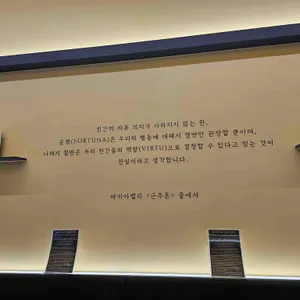 인간의 자유 의지가 사라지지 않는 한,
운명(FORTUNA)은 우리의 행동에 대해서 절반만 관장할 뿐이며,
나머지 절반은 우리 인간들의 역량(VIRTU)으로 결정할 수 있다고 믿는 것이
진실이라고 생각합니다.
마키아벨리 <군주론> 중에서